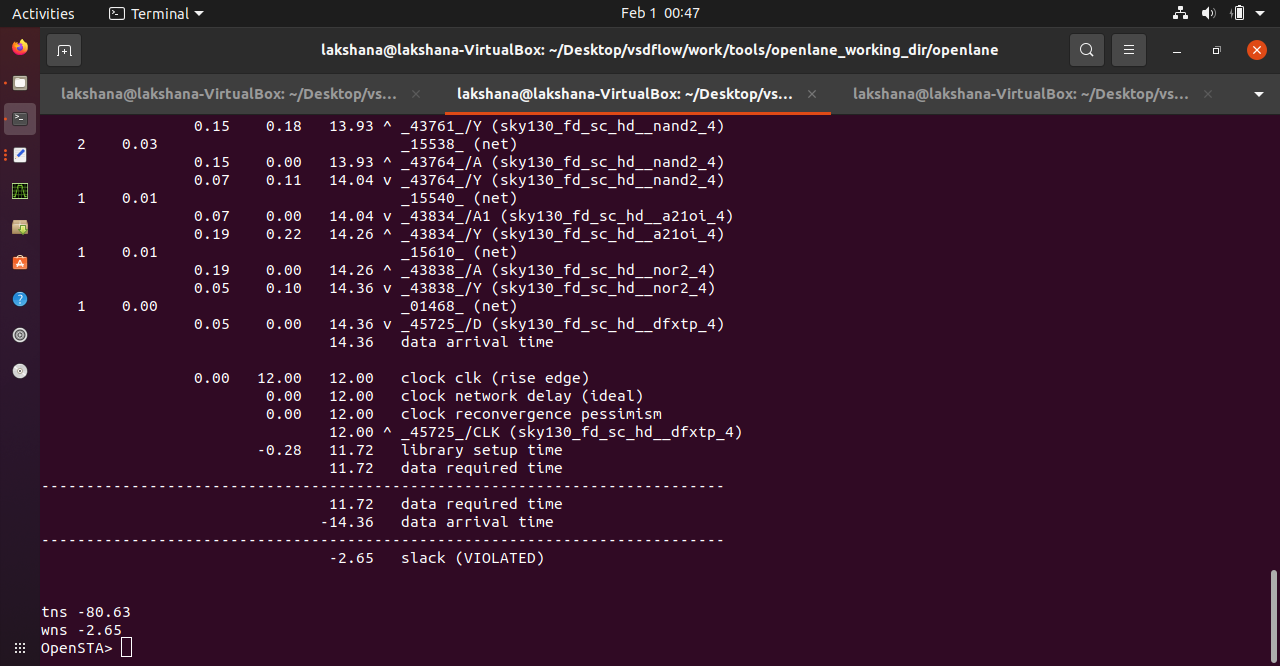 Activities
Terminal
Feb 1 00:47
lakshana@lakshana-VirtualBox: ~/Desktop/vsdflow/work/tools/openlane_working_dir/openlane
lakshana@lakshana-VirtualBox: ~/Desktop/vs... ×
lakshana@lakshana-VirtualBox: ~/Desktop/vs... ×
lakshana@lakshana-VirtualBox: ~/Desktop/vs... ×
0.15 0.18 13.93 ^ _43761_/Y (sky130_fd_sc_hd__nand2_4)
2 0.03 _15538_ (net)
0.15 0.00 13.93 ^ _43764_/A (sky130_fd_sc_hd__nand2_4)
0.07 0.11 14.04 v _43764_/Y (sky130_fd_sc_hd__nand2_4)
1 0.01 _15540_ (net)
0.07 0.00 14.04 v _43834_/A1 (sky130_fd_sc_hd__a21oi_4)
0.19 0.22 14.26 ^ _43834_/Y (sky130_fd_sc_hd__a21oi_4)
1 0.01 _15610_ (net)
0.19 0.00 14.26 ^ _43838_/A (sky130_fd_sc_hd__nor2_4)
0.05 0.10 14.36 v _43838_/Y (sky130_fd_sc_hd__nor2_4)
1 0.00 _01468_ (net)
0.05 0.00 14.36 v _45725_/D (sky130_fd_sc_hd__dfxtp_4)
14.36 data arrival time
0.00 12.00 12.00 clock clk (rise edge)
0.00 12.00 clock network delay (ideal)
0.00 12.00 clock reconvergence pessimism
12.00 ^ _45725_/CLK (sky130_fd_sc_hd__dfxtp_4)
-0.28 11.72 library setup time
11.72 data required time
----------------------------------------------------------------------------
11.72 data required time
-14.36 data arrival time
----------------------------------------------------------------------------
-2.65 slack (VIOLATED)
tns -80.63
wns -2.65
OpenSTA>